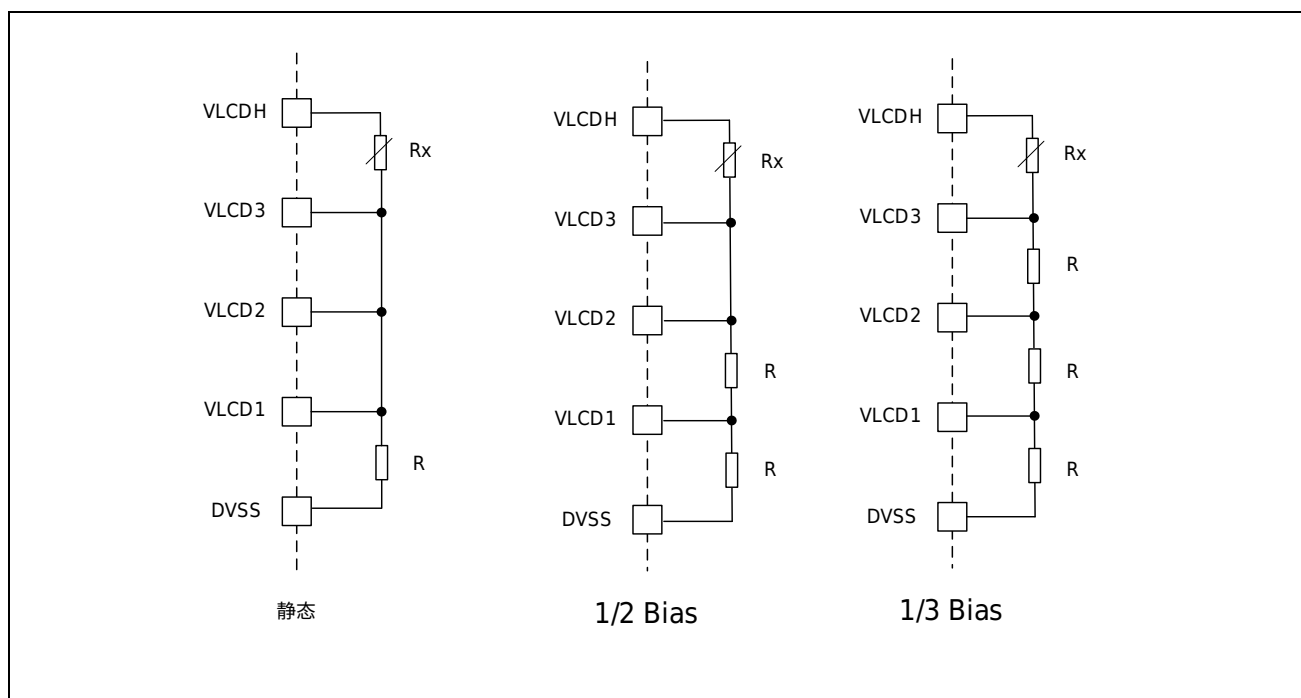 VLCDH
Rx
VLCD3
VLCD2
VLCD1
R
DVSS
静态
VLCDH
Rx
VLCD3
VLCD2
R
VLCD1
R
DVSS
1/2 Bias
VLCDH
Rx
VLCD3
R
VLCD2
R
VLCD1
R
DVSS
1/3 Bias